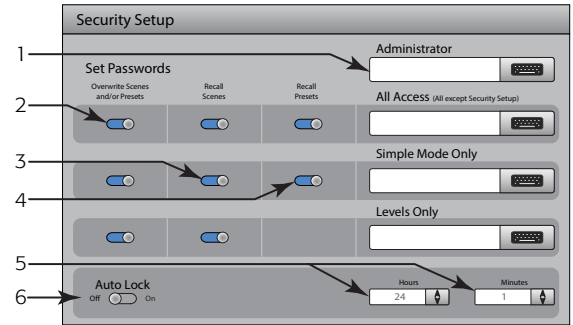 Security Setup
1
Administrator
Set Passwords
Overwrite Scenes
and/or Presets
Recall
Scenes
Recall
Presets
All Access (All except Security Setup)
2
Simple Mode Only
3
4
Levels Only
5
Auto Lock
Off On
Hours
24
Minutes
1
6